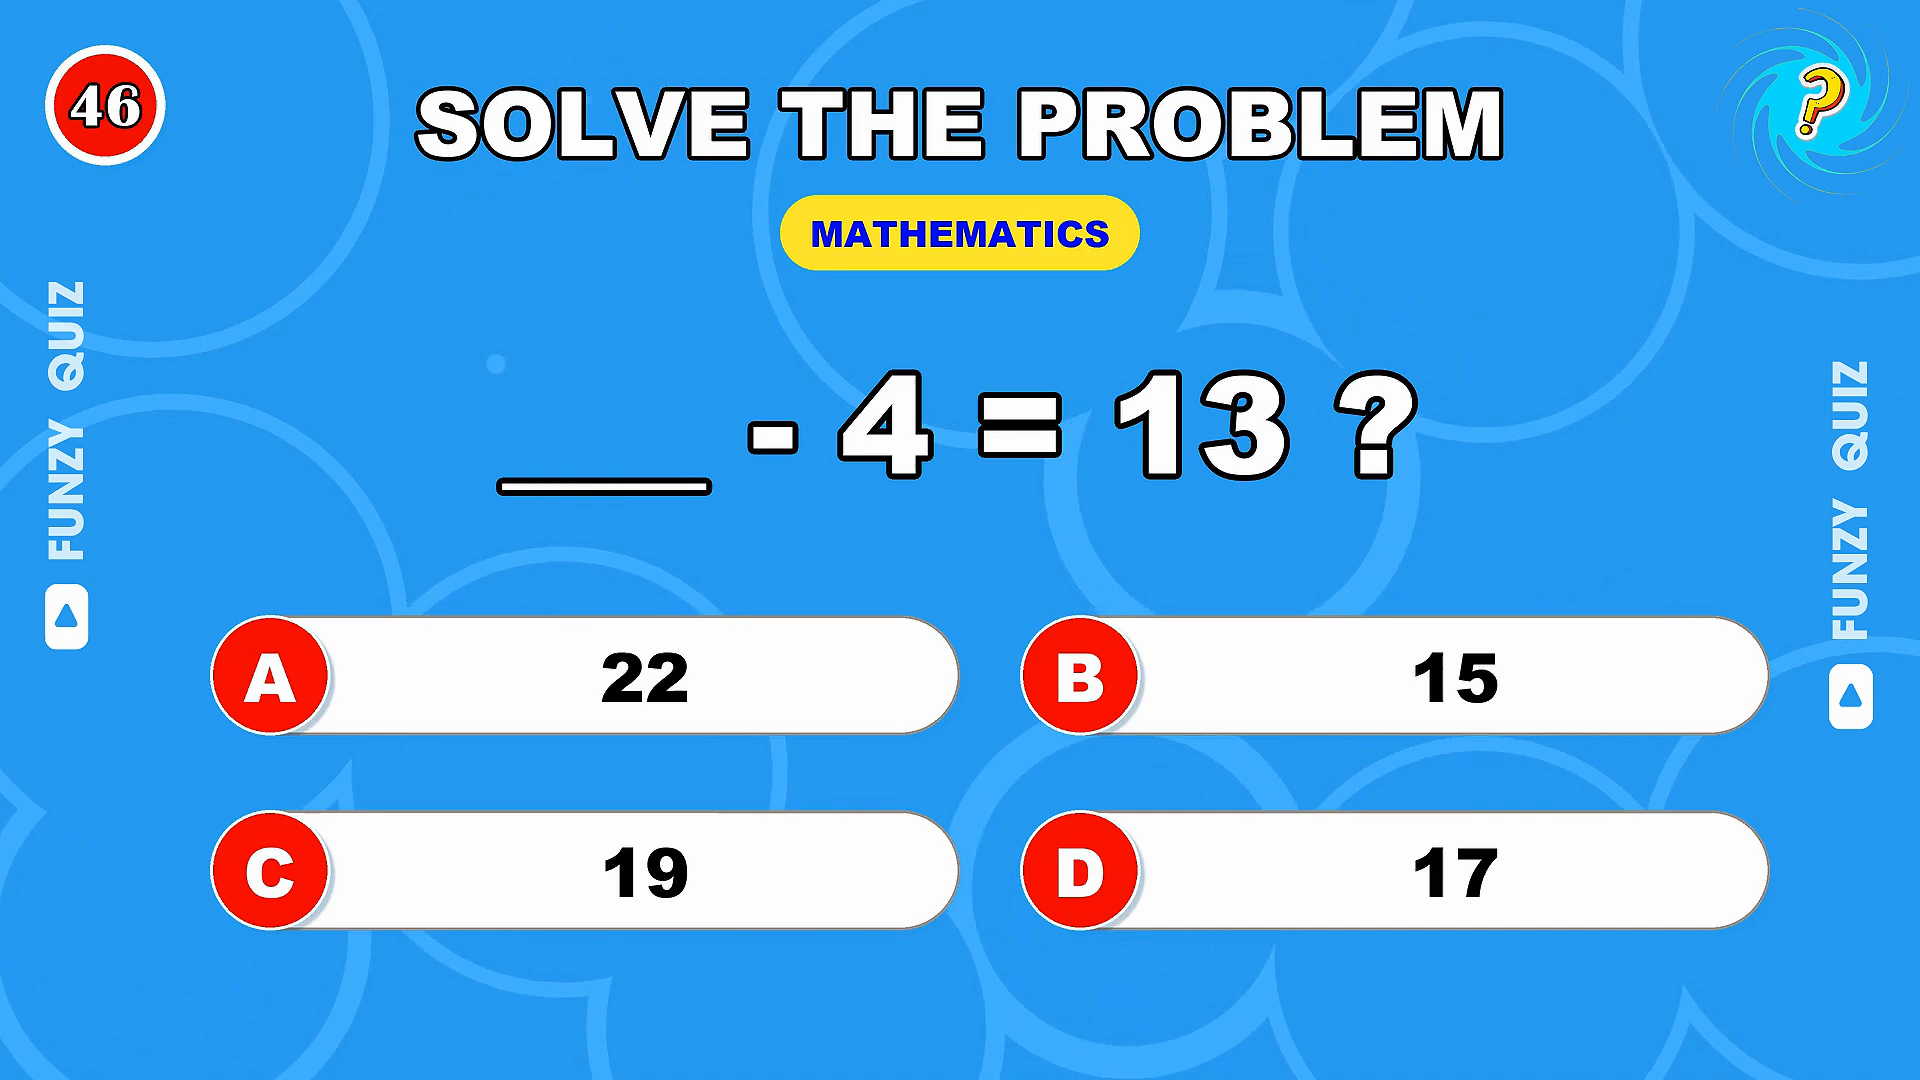 46
SOLVE THE PROBLEM
?
MATHEMATICS
FUNZY QUIZ
FUNZY QUIZ
___ - 4 = 13 ?
A 22
B 15
C 19
D 17